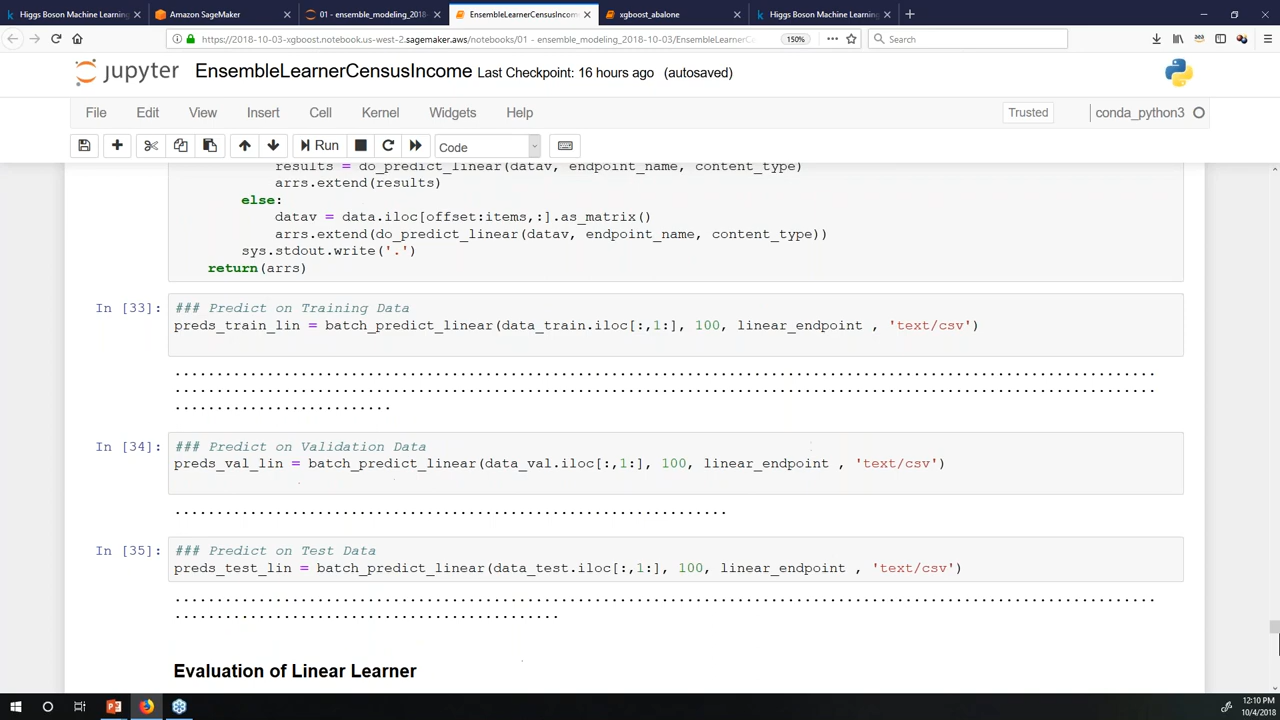 Higgs Boson Machine Learning
Amazon SageMaker
01 - ensemble_modeling_2018-
EnsembleLearnerCensusIncom
xgboost_abalone
Higgs Boson Machine Learning
https://2018-10-03-xgboost.notebook.us-west-2.sagemaker.aws/notebooks/01 - ensemble_modeling_2018-10-03/EnsembleLearnerCe
150%
Search
jupyter
EnsembleLearnerCensusIncome Last Checkpoint: 16 hours ago (autosaved)
File Edit View Insert Cell Kernel Widgets Help
Trusted
conda_python3
Run
Code
results = do_predict_linear(datav, endpoint_name, content_type)
arrs.extend(results)
else:
datav = data.iloc[offset:items,:].as_matrix()
arrs.extend(do_predict_linear(datav, endpoint_name, content_type))
sys.stdout.write('.')
return(arrs)
In [33]:
### Predict on Training Data
preds_train_lin = batch_predict_linear(data_train.iloc[:,1:], 100, linear_endpoint , 'text/csv')
In [34]:
### Predict on Validation Data
preds_val_lin = batch_predict_linear(data_val.iloc[:,1:], 100, linear_endpoint , 'text/csv')
In [35]:
### Predict on Test Data
preds_test_lin = batch_predict_linear(data_test.iloc[:,1:], 100, linear_endpoint , 'text/csv')
Evaluation of Linear Learner
12:10 PM
10/4/2018